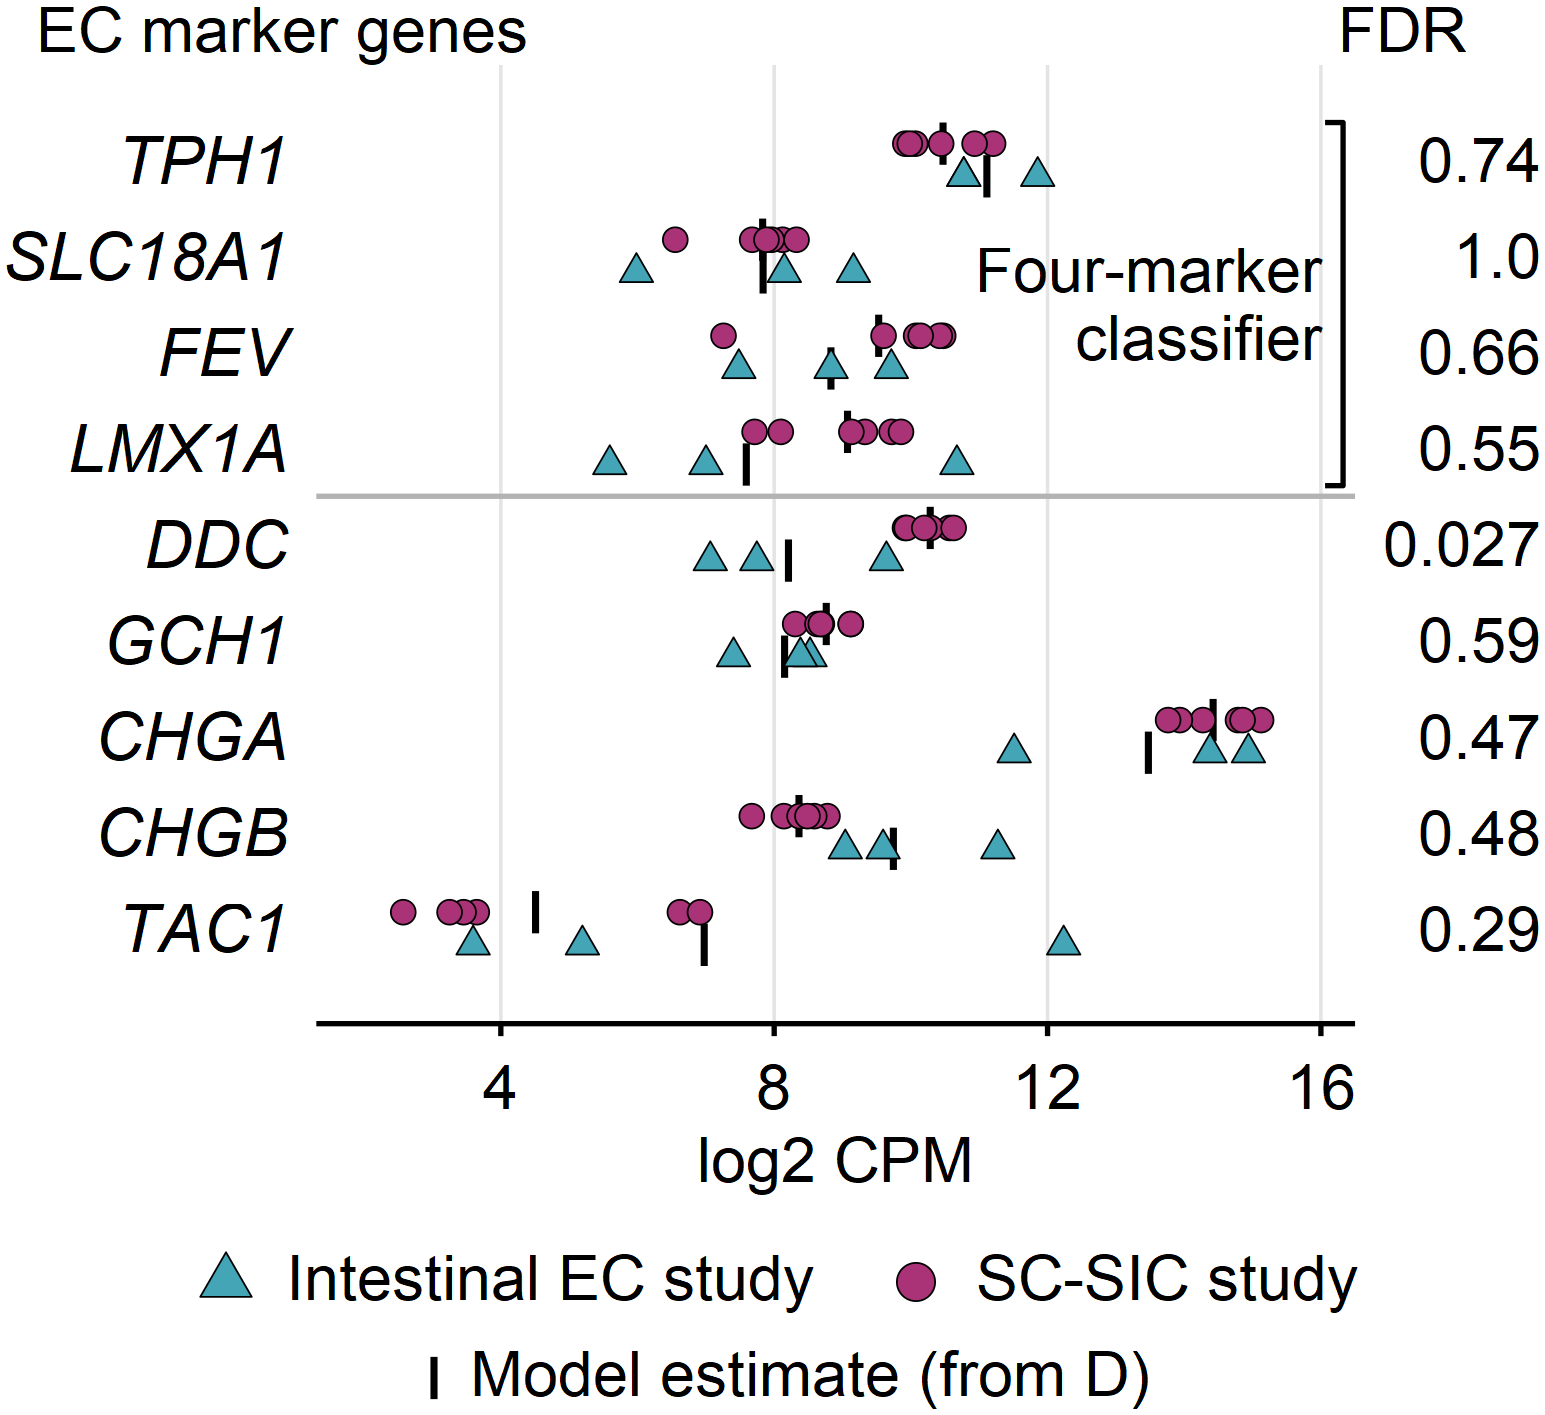 EC marker genes FDR
TPH1 0.74
SLC18A1 1.0
Four-marker
classifier
FEV 0.66
LMX1A 0.55
DDC 0.027
GCH1 0.59
CHGA 0.47
CHGB 0.48
TAC1 0.29
4 8 12 16
log2 CPM
Intestinal EC study SC-SIC study
Model estimate (from D)